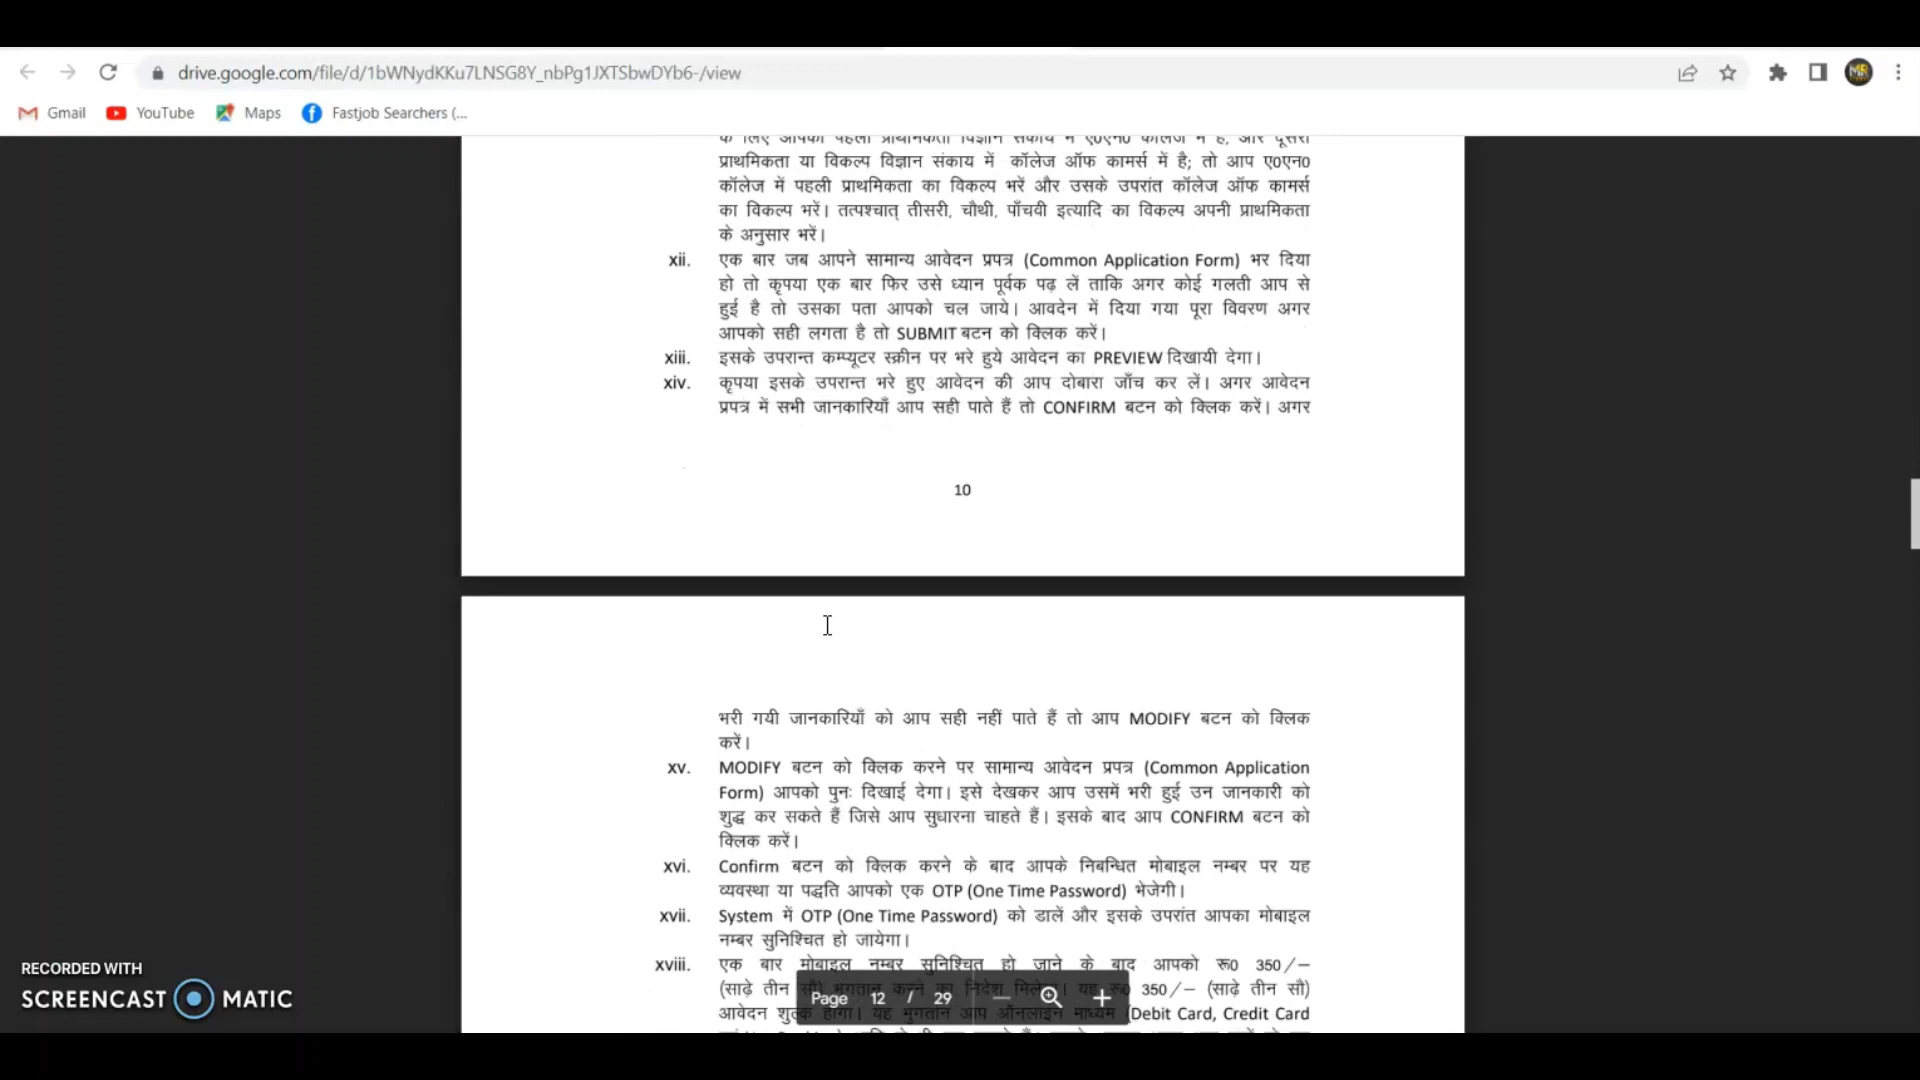 drive.google.com/file/d/1bWNydKKu7LNSG8Y_nbPg1JXTSbwDYb6-/view
Gmail YouTube Maps Fastjob Searchers (...
के लिए आपकी पहली प्राथमिकता विज्ञान संकाय में ए0एन0 कॉलेज में है, और दूसरी
प्राथमिकता या विकल्प विज्ञान संकाय में कॉलेज ऑफ कामर्स में है; तो आप ए0एन0
कॉलेज में पहली प्राथमिकता का विकल्प भरें और उसके उपरांत कॉलेज ऑफ कामर्स
का विकल्प भरें। तत्पश्चात् तीसरी, चौथी, पाँचवी इत्यादि का विकल्प अपनी प्राथमिकता
के अनुसार भरें।
xii. एक बार जब आपने सामान्य आवेदन प्रपत्र (Common Application Form) भर दिया
हो तो कृपया एक बार फिर उसे ध्यान पूर्वक पढ़ लें ताकि अगर कोई गलती आप से
हुई है तो उसका पता आपको चल जाये। आवदेन में दिया गया पूरा विवरण अगर
आपको सही लगता है तो SUBMIT बटन को क्लिक करें।
xiii. इसके उपरान्त कम्प्यूटर स्क्रीन पर भरे हुये आवेदन का PREVIEW दिखायी देगा।
xiv. कृपया इसके उपरान्त भरे हुए आवेदन की आप दोबारा जाँच कर लें। अगर आवेदन
प्रपत्र में सभी जानकारियाँ आप सही पाते हैं तो CONFIRM बटन को क्लिक करें। अगर
10
भरी गयी जानकारियाँ को आप सही नहीं पाते हैं तो आप MODIFY बटन को क्लिक
करें।
xv. MODIFY बटन को क्लिक करने पर सामान्य आवेदन प्रपत्र (Common Application
Form) आपको पुनः दिखाई देगा। इसे देखकर आप उसमें भरी हुई उन जानकारी को
शुद्ध कर सकते हैं जिसे आप सुधारना चाहते हैं। इसके बाद आप CONFIRM बटन को
क्लिक करें।
xvi. Confirm बटन को क्लिक करने के बाद आपके निबन्धित मोबाइल नम्बर पर यह
व्यवस्था या पद्धति आपको एक OTP (One Time Password) भेजेगी।
xvii. System में OTP (One Time Password) को डालें और इसके उपरांत आपका मोबाइल
नम्बर सुनिश्चित हो जायेगा।
xviii. एक बार मोबाइल नम्बर सुनिश्चित हो जाने के बाद आपको रू0 350/–
(साढ़े तीन सौ) भुगतान करने का निदेश मिलेगा। यह रू0 350/– (साढ़े तीन सौ)
आवेदन शुल्क होगा। यह भुगतान आप ऑनलाइन माध्यम (Debit Card, Credit Card
Page 12 / 29
RECORDED WITH
SCREENCAST MATIC